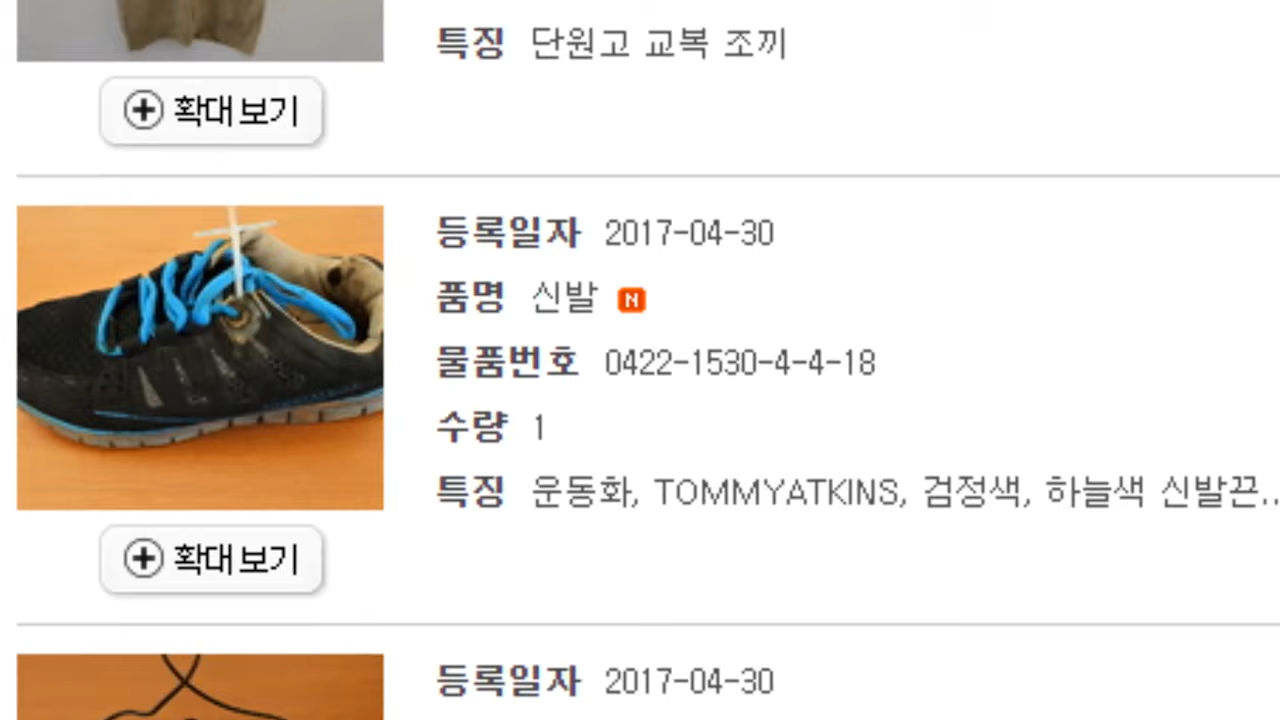 특징 단원고 교복 조끼
확대보기
등록일자 2017-04-30
품명 신발 N
물품번호 0422-1530-4-4-18
수량 1
특징 운동화, TOMMYATKINS, 검정색, 하늘색 신발끈..
확대보기
등록일자 2017-04-30